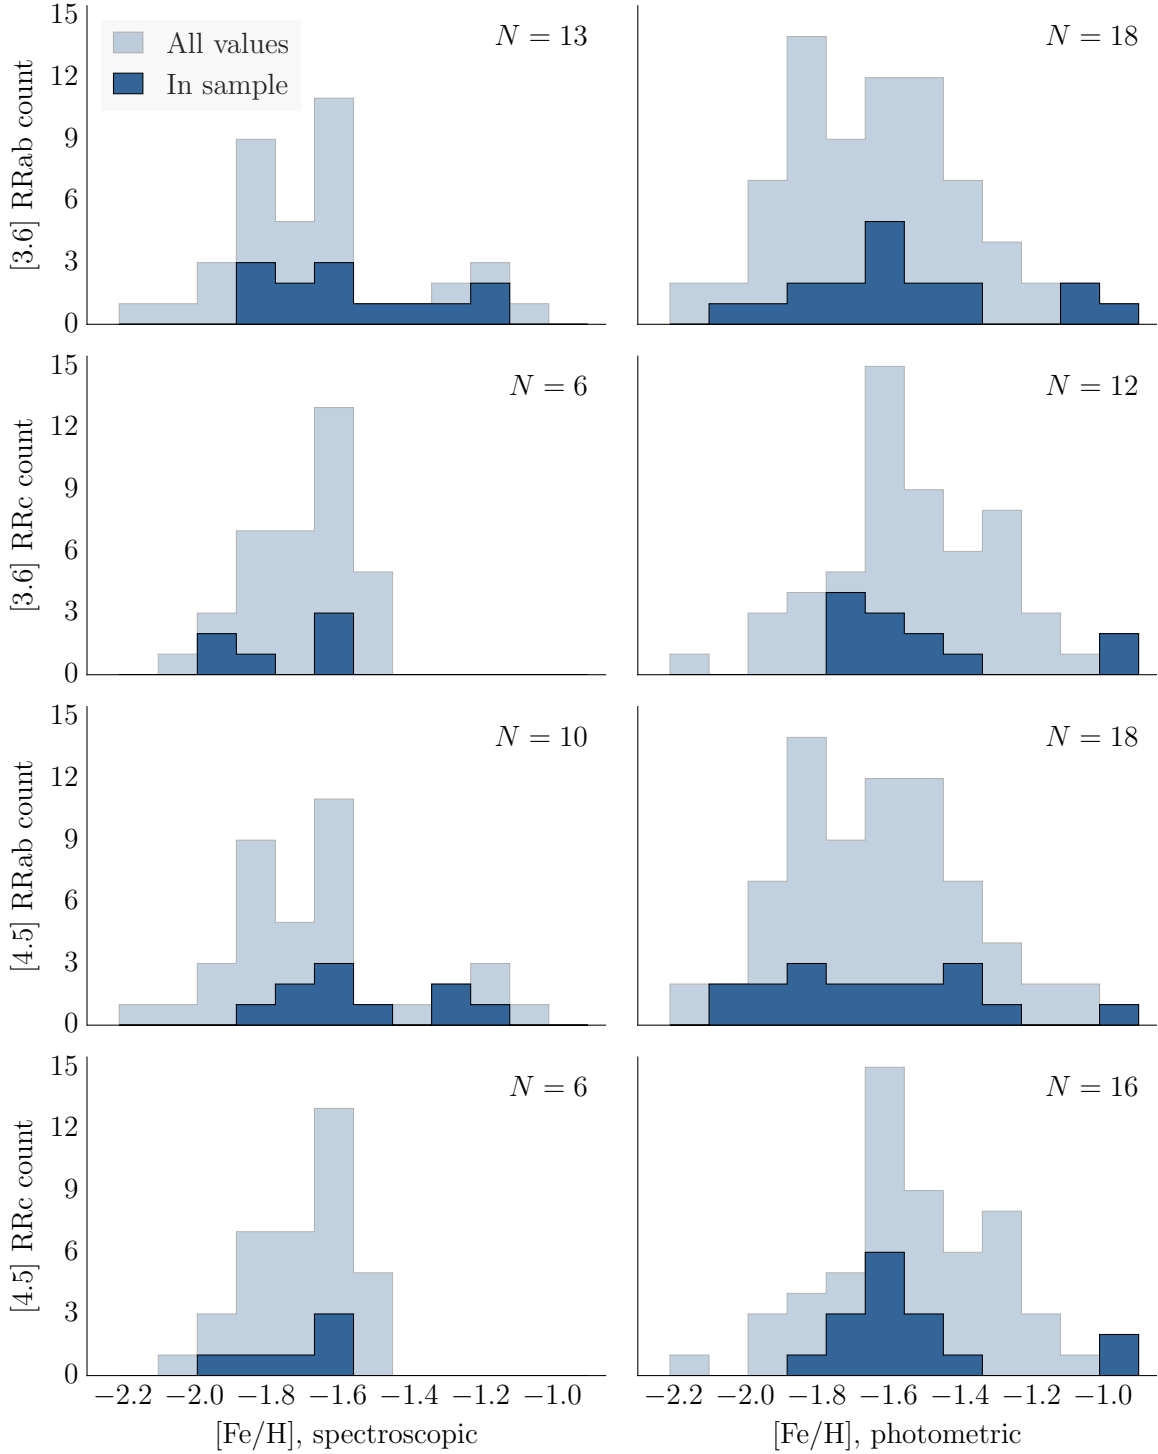 15
12
9
6
3
0
[3.6] RRab count
All values
In sample
N = 13
N = 18
15
12
9
6
3
0
[3.6] RRc count
N = 6
N = 12
15
12
9
6
3
0
[4.5] RRab count
N = 10
N = 18
15
12
9
6
3
0
[4.5] RRc count
N = 6
N = 16
−2.2 −2.0 −1.8 −1.6 −1.4 −1.2 −1.0
[Fe/H], spectroscopic
−2.2 −2.0 −1.8 −1.6 −1.4 −1.2 −1.0
[Fe/H], photometric